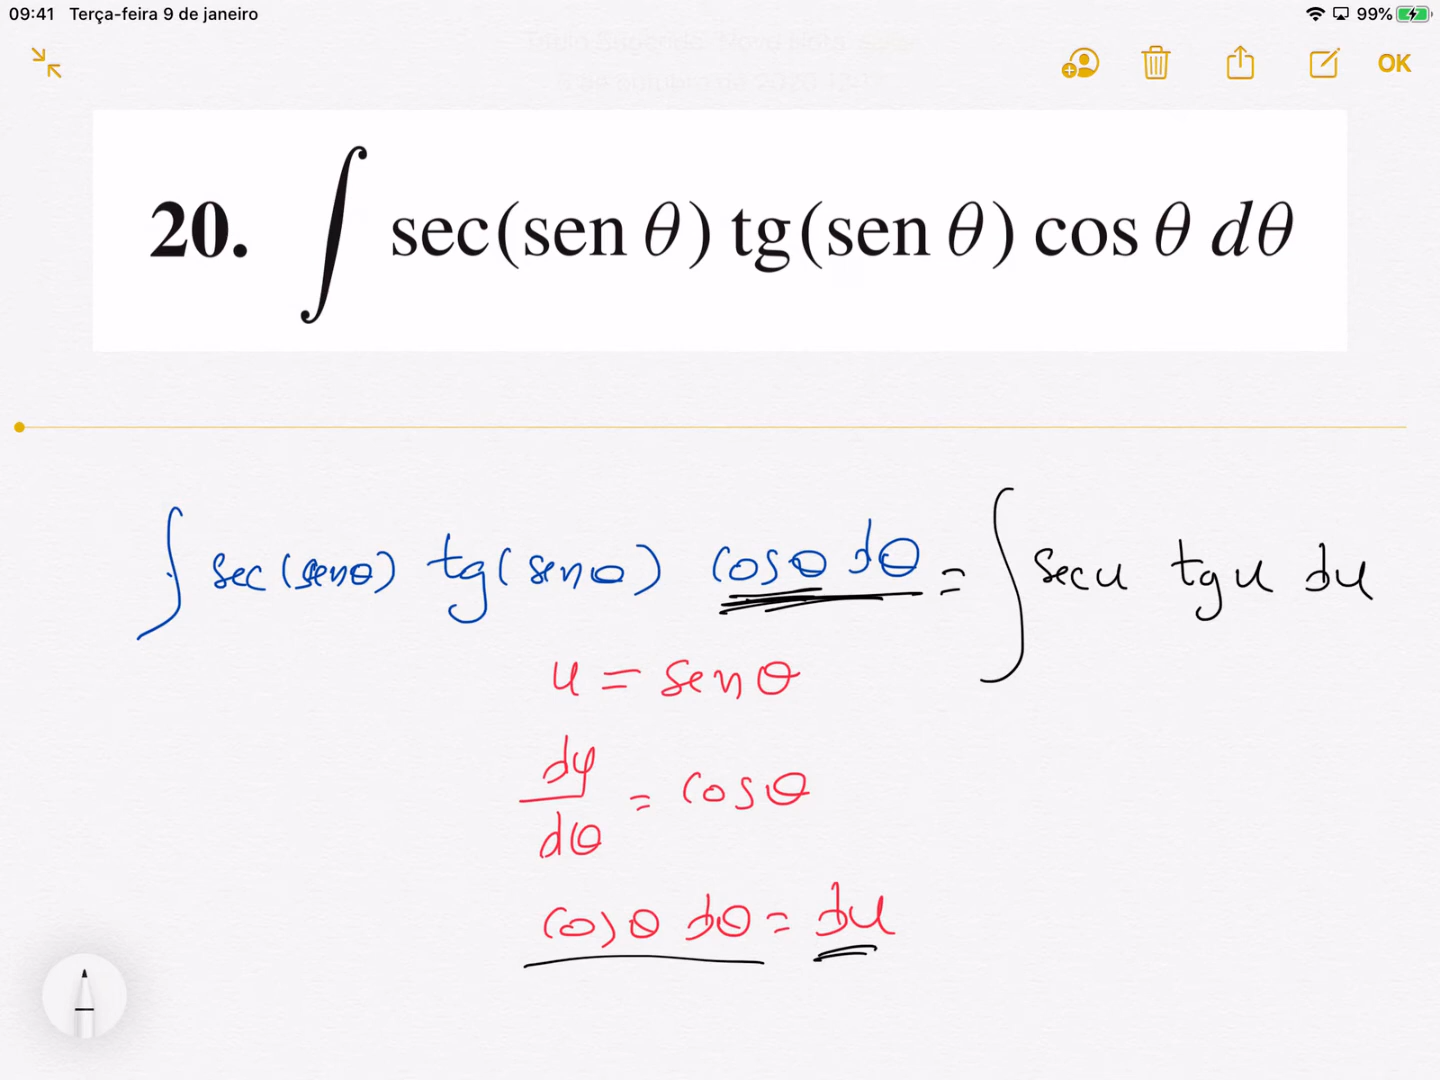 09:41 Terça-feira 9 de janeiro 99%
OK
20. ∫ sec(sen θ) tg(sen θ) cos θ dθ
∫ sec(senθ) tg(senθ) cosθ dθ = ∫ secu tgu du
u = senθ
du/dθ = cosθ
cosθ dθ = du